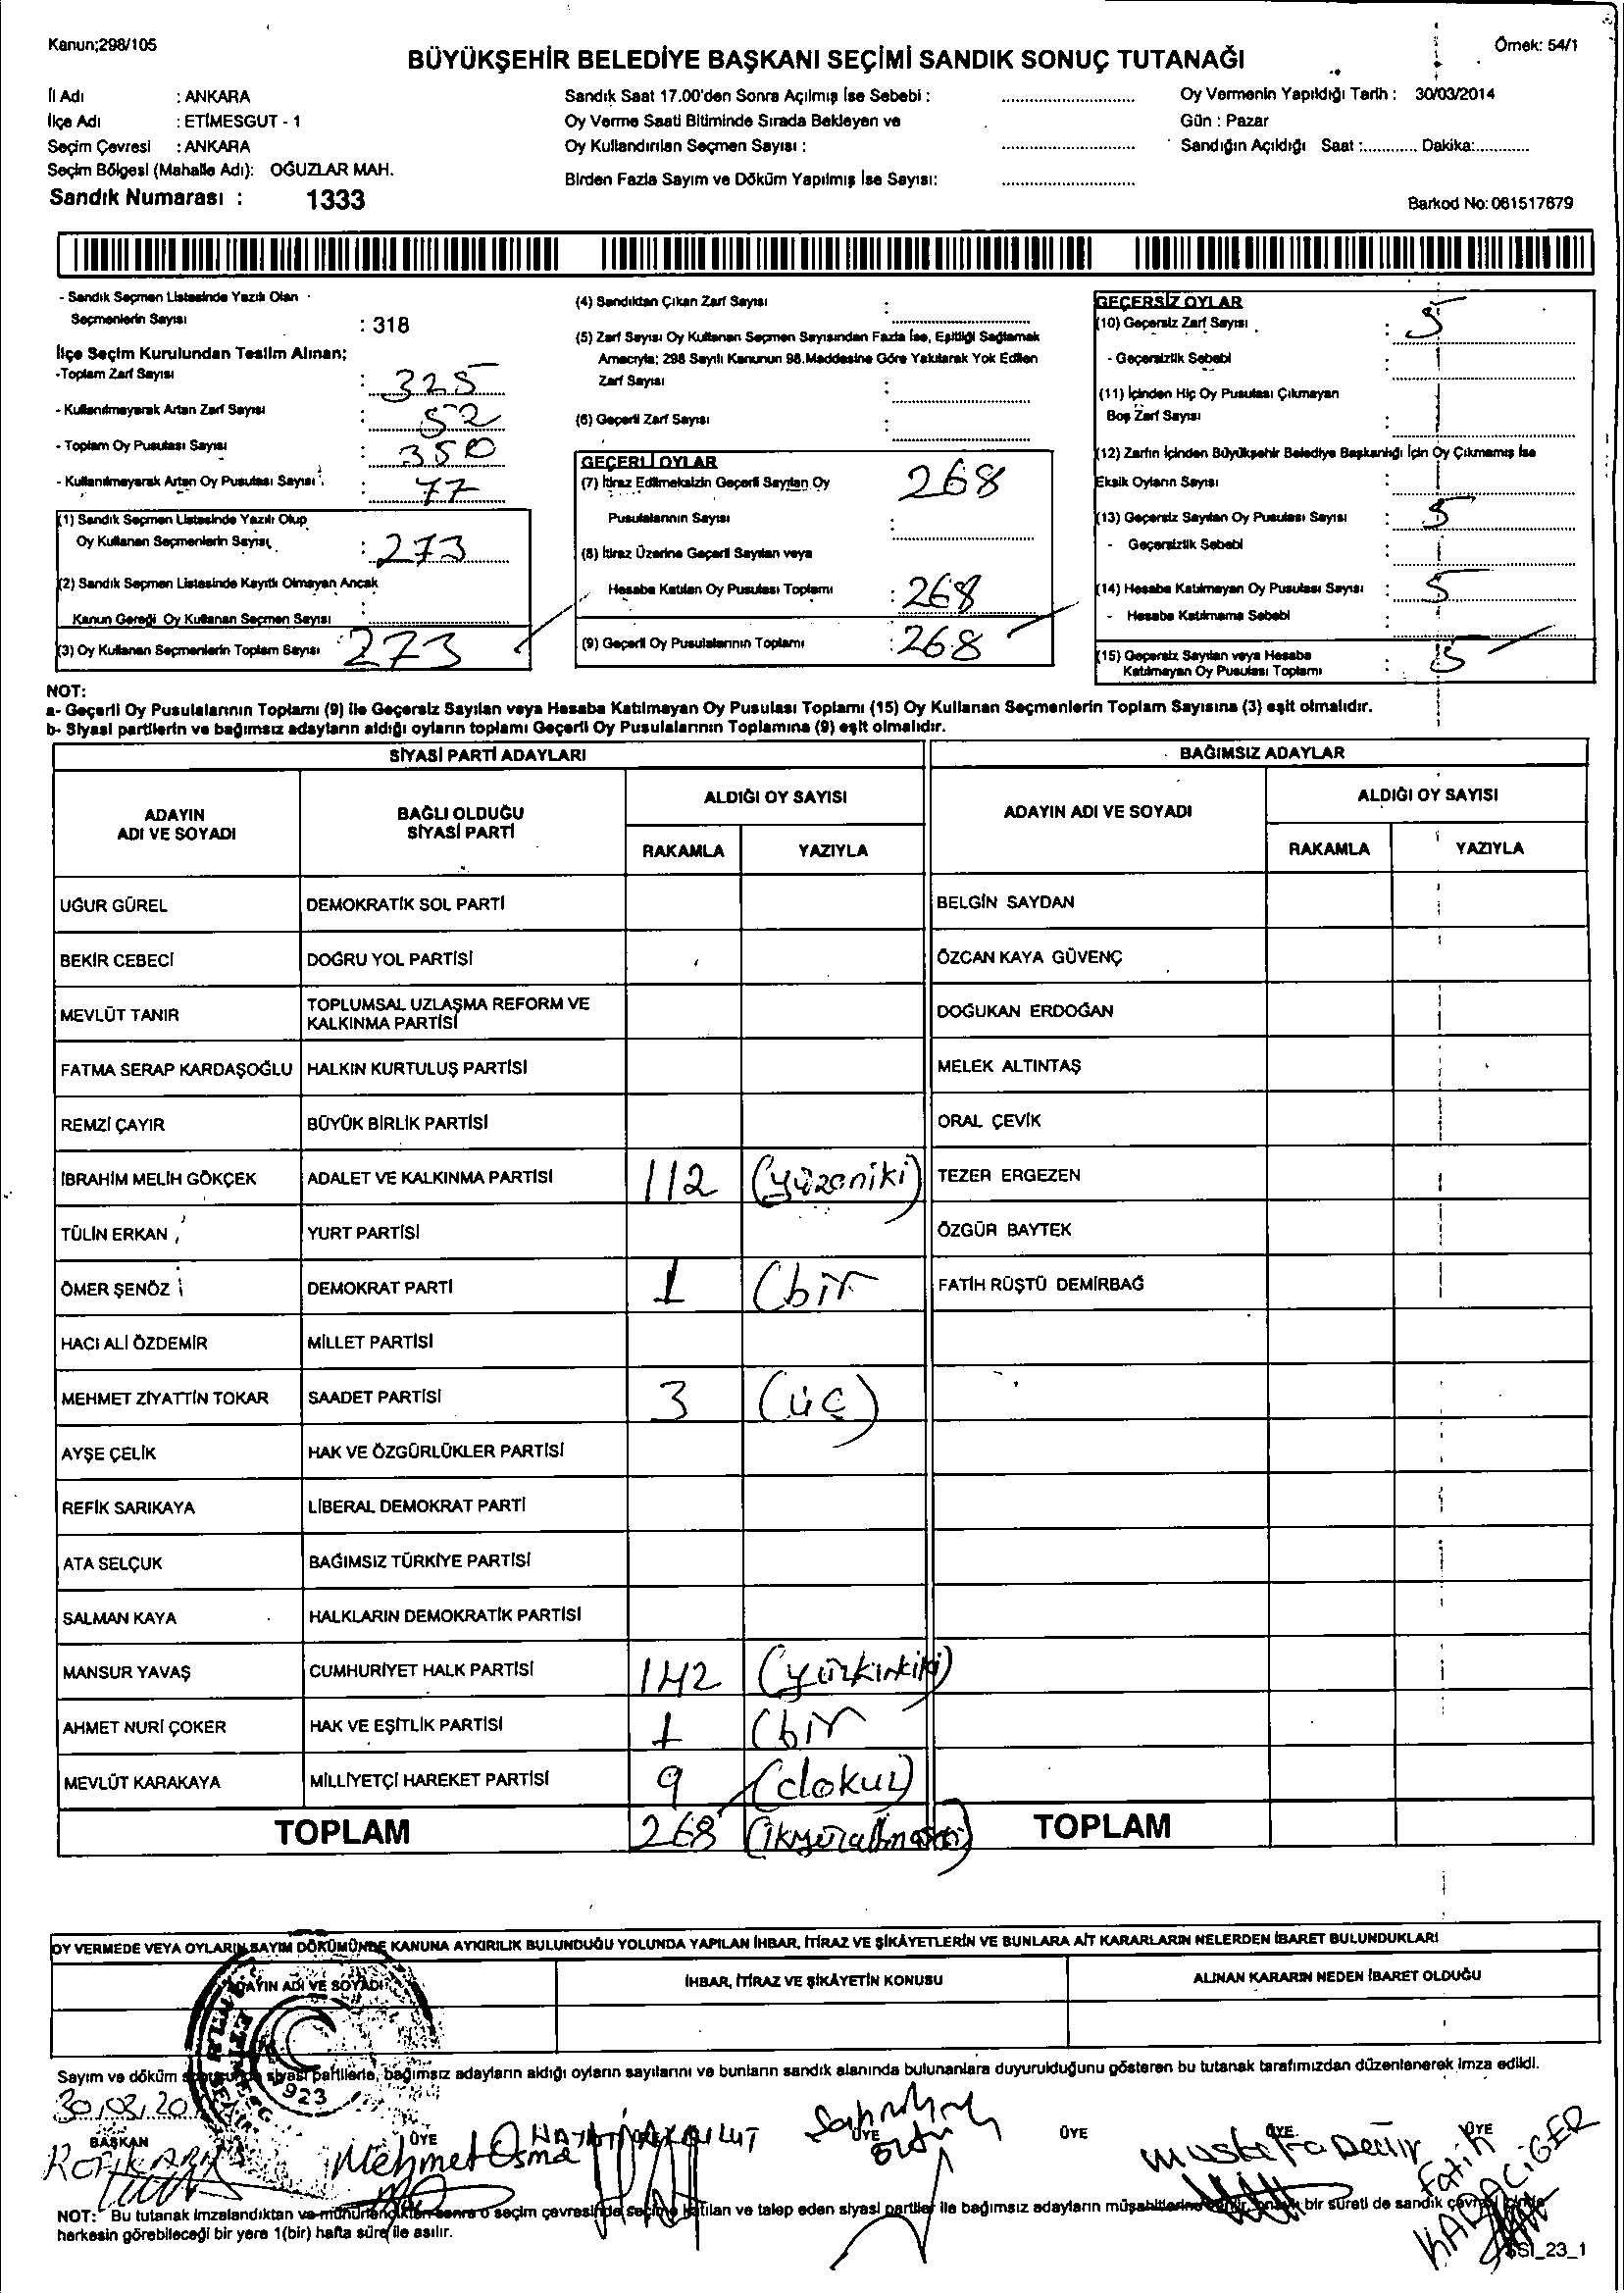 Kanun;298/105
Örnek: 54/1
BÜYÜKŞEHİR BELEDİYE BAŞKANI SEÇİMİ SANDIK SONUÇ TUTANAĞI
İl Adı : ANKARA
İlçe Adı : ETİMESGUT - 1
Seçim Çevresi : ANKARA
Seçim Bölgesi (Mahalle Adı): OĞUZLAR MAH.
Sandık Numarası : 1333
Sandık Saat 17.00'den Sonra Açılmış İse Sebebi :
Oy Verme Saati Bitiminde Sırada Bekleyen ve
Oy Kullandırılan Seçmen Sayısı :
Birden Fazla Sayım ve Döküm Yapılmış İse Sayısı:
Oy Vermenin Yapıldığı Tarih : 30/03/2014
Gün : Pazar
Sandığın Açıldığı Saat :............ Dakika:............
Barkod No: 061517679
- Sandık Seçmen Listesinde Yazılı Olan
Seçmenlerin Sayısı : 318
İlçe Seçim Kurulundan Teslim Alınan;
-Toplam Zarf Sayısı : 325
- Kullanılmayarak Artan Zarf Sayısı : 52
- Toplam Oy Pusulası Sayısı : 350
- Kullanılmayarak Artan Oy Pusulası Sayısı : 77
(1) Sandık Seçmen Listesinde Yazılı Olup
Oy Kullanan Seçmenlerin Sayısı : 273
(2) Sandık Seçmen Listesinde Kayıtlı Olmayan Ancak
Kanun Gereği Oy Kullanan Seçmen Sayısı :
(3) Oy Kullanan Seçmenlerin Toplam Sayısı : 273
(4) Sandıktan Çıkan Zarf Sayısı :
(5) Zarf Sayısı Oy Kullanan Seçmen Sayısından Fazla İse, Eşitliği Sağlamak
Amacıyla; 298 Sayılı Kanunun 98.Maddesine Göre Yakılarak Yok Edilen
Zarf Sayısı :
(6) Geçerli Zarf Sayısı :
GEÇERLİ OYLAR
(7) İtiraz Edilmeksizin Geçerli Sayılan Oy 268
Pusulalarının Sayısı :
(8) İtiraz Üzerine Geçerli Sayılan veya
Hesaba Katılan Oy Pusulası Toplamı : 268
(9) Geçerli Oy Pusulalarının Toplamı : 268
GEÇERSİZ OYLAR
(10) Geçersiz Zarf Sayısı : 5
- Geçersizlik Sebebi
(11) İçinden Hiç Oy Pusulası Çıkmayan
Boş Zarf Sayısı :
(12) Zarfın İçinden Büyükşehir Belediye Başkanlığı İçin Oy Çıkmamış İse
Eksik Oyların Sayısı :
(13) Geçersiz Sayılan Oy Pusulası Sayısı : 5
- Geçersizlik Sebebi :
(14) Hesaba Katılmayan Oy Pusulası Sayısı : 5
- Hesaba Katılmama Sebebi :
(15) Geçersiz Sayılan veya Hesaba
Katılmayan Oy Pusulası Toplamı : 5
NOT:
a- Geçerli Oy Pusulalarının Toplamı (9) ile Geçersiz Sayılan veya Hesaba Katılmayan Oy Pusulası Toplamı (15) Oy Kullanan Seçmenlerin Toplam Sayısına (3) eşit olmalıdır.
b- Siyasi partilerin ve bağımsız adayların aldığı oyların toplamı Geçerli Oy Pusulalarının Toplamına (9) eşit olmalıdır.
SİYASİ PARTİ ADAYLARI
BAĞIMSIZ ADAYLAR
ADAYIN
ADI VE SOYADI
BAĞLI OLDUĞU
SİYASİ PARTİ
ALDIĞI OY SAYISI
RAKAMLA YAZIYLA
ADAYIN ADI VE SOYADI
ALDIĞI OY SAYISI
RAKAMLA YAZIYLA
UĞUR GÜREL DEMOKRATİK SOL PARTİ BELGİN SAYDAN
BEKİR CEBECİ DOĞRU YOL PARTİSİ ÖZCAN KAYA GÜVENÇ
MEVLÜT TANIR TOPLUMSAL UZLAŞMA REFORM VE
KALKINMA PARTİSİ DOĞUKAN ERDOĞAN
FATMA SERAP KARDAŞOĞLU HALKIN KURTULUŞ PARTİSİ MELEK ALTINTAŞ
REMZİ ÇAYIR BÜYÜK BİRLİK PARTİSİ ORAL ÇEVİK
İBRAHİM MELİH GÖKÇEK ADALET VE KALKINMA PARTİSİ 112 (yüzoniki) TEZER ERGEZEN
TÜLİN ERKAN YURT PARTİSİ ÖZGÜR BAYTEK
ÖMER ŞENÖZ DEMOKRAT PARTİ 1 (bir FATİH RÜŞTÜ DEMİRBAĞ
HACI ALİ ÖZDEMİR MİLLET PARTİSİ
MEHMET ZİYATTİN TOKAR SAADET PARTİSİ 3 (üç)
AYŞE ÇELİK HAK VE ÖZGÜRLÜKLER PARTİSİ
REFİK SARIKAYA LİBERAL DEMOKRAT PARTİ
ATA SELÇUK BAĞIMSIZ TÜRKİYE PARTİSİ
SALMAN KAYA HALKLARIN DEMOKRATİK PARTİSİ
MANSUR YAVAŞ CUMHURİYET HALK PARTİSİ 142 (yüzkırkiki)
AHMET NURİ ÇOKER HAK VE EŞİTLİK PARTİSİ 1 (bir
MEVLÜT KARAKAYA MİLLİYETÇİ HAREKET PARTİSİ 9 (dokuz)
TOPLAM 268 TOPLAM
OY VERMEDE VEYA OYLARIN SAYIM DÖKÜMÜNDE KANUNA AYKIRILIK BULUNDUĞU YOLUNDA YAPILAN İHBAR, İTİRAZ VE ŞİKÂYETLERİN VE BUNLARA AİT KARARLARIN NELERDEN İBARET BULUNDUKLARI
ADAYIN ADI VE SOYADI İHBAR, İTİRAZ VE ŞİKÂYETİN KONUSU ALINAN KARARIN NEDEN İBARET OLDUĞU
Sayım ve döküm siyasi partilerle, bağımsız adayların aldığı oyların sayılarını ve bunların sandık alanında bulunanlara duyurulduğunu gösteren bu tutanak tarafımızdan düzenlenerek imza edildi.
1923
30.03.20
BAŞKAN ÜYE ÜYE ÜYE ÜYE ÜYE
Mehmet Osma
Mustafa Demir
Fatih
KARACİGER
NOT: Bu tutanak imzalandıktan ve mühürlendikten sonra o seçim çevresinde seçime katılan ve talep eden siyasi partiler ile bağımsız adayların müşahitlerine bir sureti de sandık çevresi içinde
herkesin görebileceği bir yere 1(bir) hafta süre ile asılır.
SSI_23_1